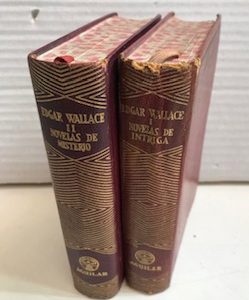 EDGAR WALLACE
II
NOVELAS DE
MISTERIO
AGUILAR
EDGAR WALLACE
I
NOVELAS DE
INTRIGA
AGUILAR